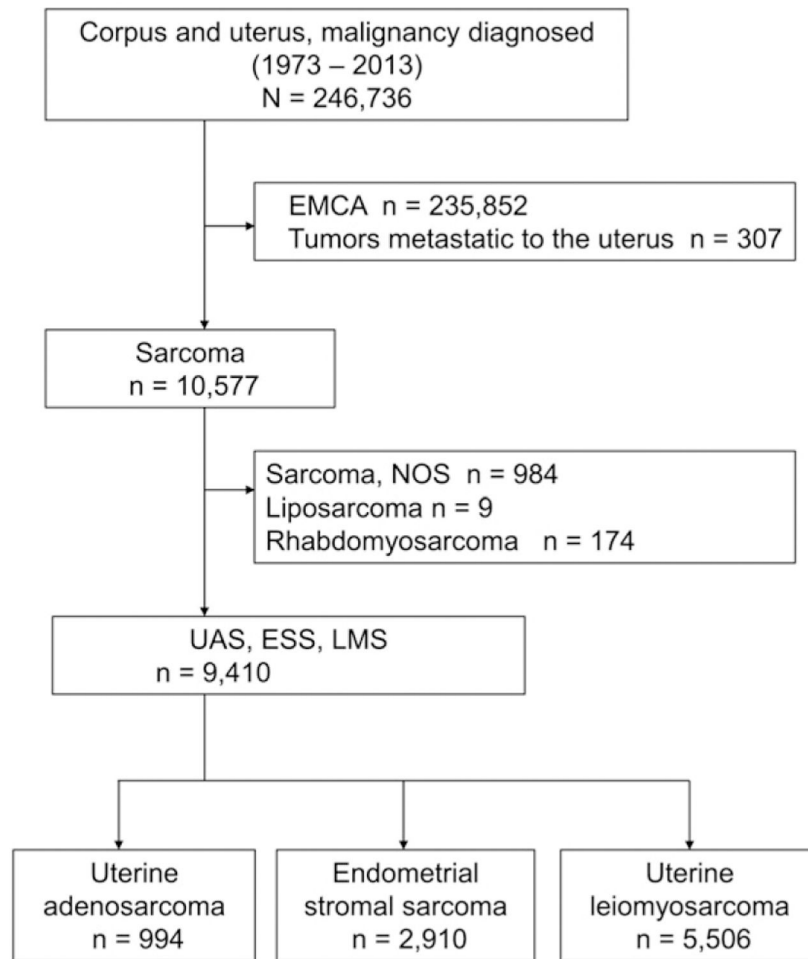 Corpus and uterus, malignancy diagnosed
(1973 – 2013)
N = 246,736
EMCA n = 235,852
Tumors metastatic to the uterus n = 307
Sarcoma
n = 10,577
Sarcoma, NOS n = 984
Liposarcoma n = 9
Rhabdomyosarcoma n = 174
UAS, ESS, LMS
n = 9,410
Uterine
adenosarcoma
n = 994
Endometrial
stromal sarcoma
n = 2,910
Uterine
leiomyosarcoma
n = 5,506